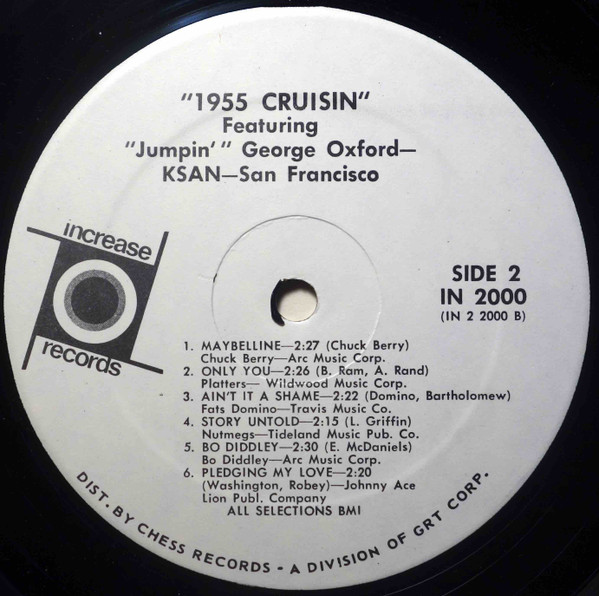 "1955 CRUISIN"
Featuring
"Jumpin'" George Oxford—
KSAN—San Francisco
increase
records
SIDE 2
IN 2000
(IN 2 2000 B)
1. MAYBELLINE—2:27 (Chuck Berry)
Chuck Berry—Arc Music Corp.
2. ONLY YOU—2:26 (B. Ram, A. Rand)
Platters— Wildwood Music Corp.
3. AIN'T IT A SHAME—2:22 (Domino, Bartholomew)
Fats Domino—Travis Music Co.
4. STORY UNTOLD—2:15 (L. Griffin)
Nutmegs—Tideland Music Pub. Co.
5. BO DIDDLEY—2:30 (E. McDaniels)
Bo Diddley—Arc Music Corp.
6. PLEDGING MY LOVE—2:20
(Washington, Robey)—Johnny Ace
Lion Publ. Company
ALL SELECTIONS BMI
DIST. BY CHESS RECORDS - A DIVISION OF GRT CORP.